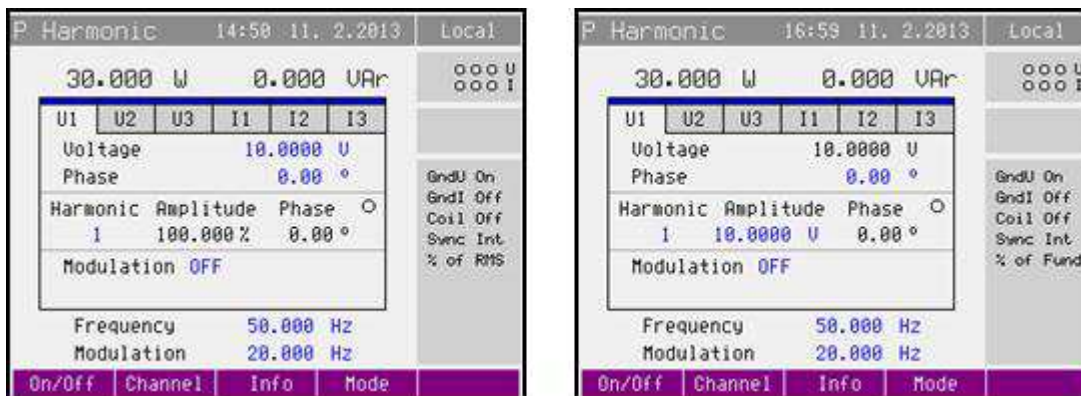 P Harmonic 14:50 11. 2.2013 Local
30.000 W 0.000 VAr
U
I
U1 U2 U3 I1 I2 I3
Voltage 10.0000 V
Phase 0.00 °
Harmonic Amplitude Phase
1 100.000 % 0.00 °
Modulation OFF
Frequency 50.000 Hz
Modulation 20.000 Hz
GndU On
GndI Off
Coil Off
Sync Int
% of RMS
On/Off Channel Info Mode
P Harmonic 16:59 11. 2.2013 Local
30.000 W 0.000 VAr
U
I
U1 U2 U3 I1 I2 I3
Voltage 10.0000 V
Phase 0.00 °
Harmonic Amplitude Phase
1 10.0000 V 0.00 °
Modulation OFF
Frequency 50.000 Hz
Modulation 20.000 Hz
GndU On
GndI Off
Coil Off
Sync Int
% of Fund
On/Off Channel Info Mode